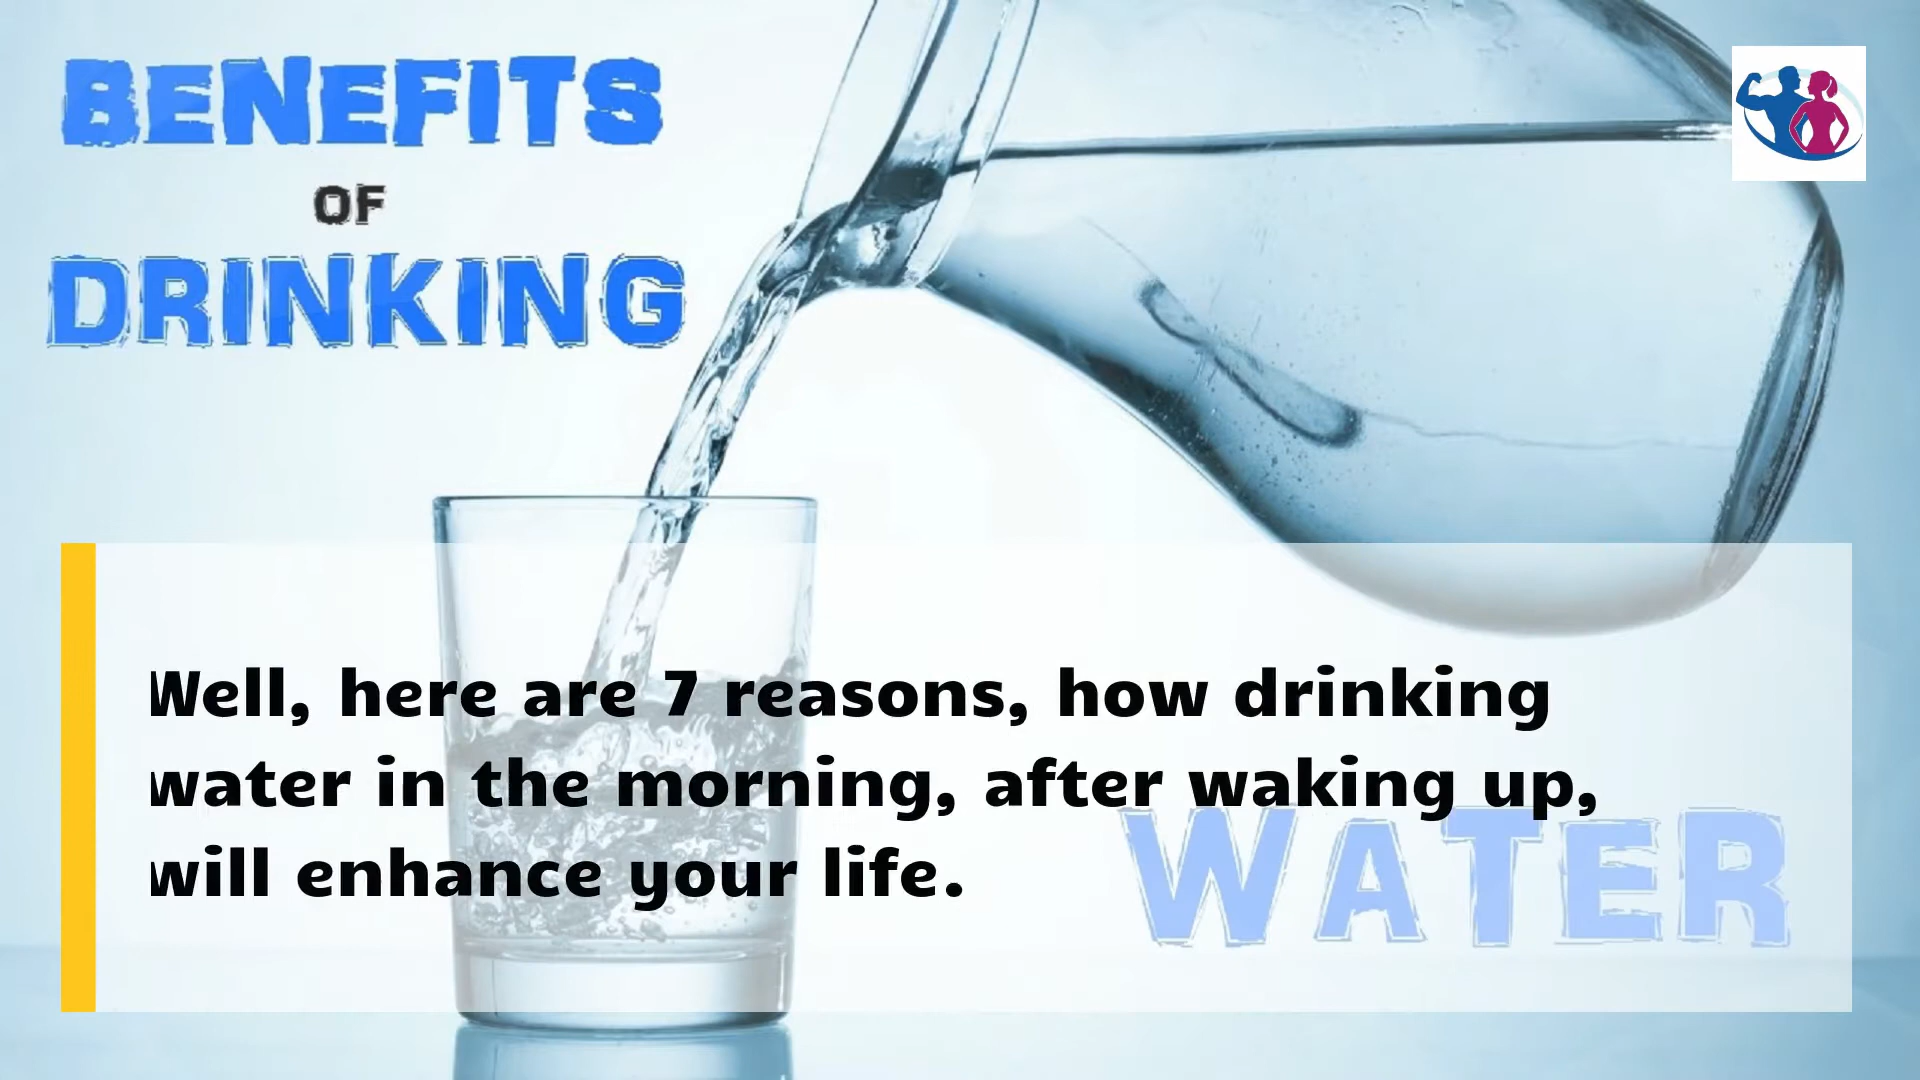 BENEFITS
OF
DRINKING
Well, here are 7 reasons, how drinking
water in the morning, after waking up,
will enhance your life.
WATER